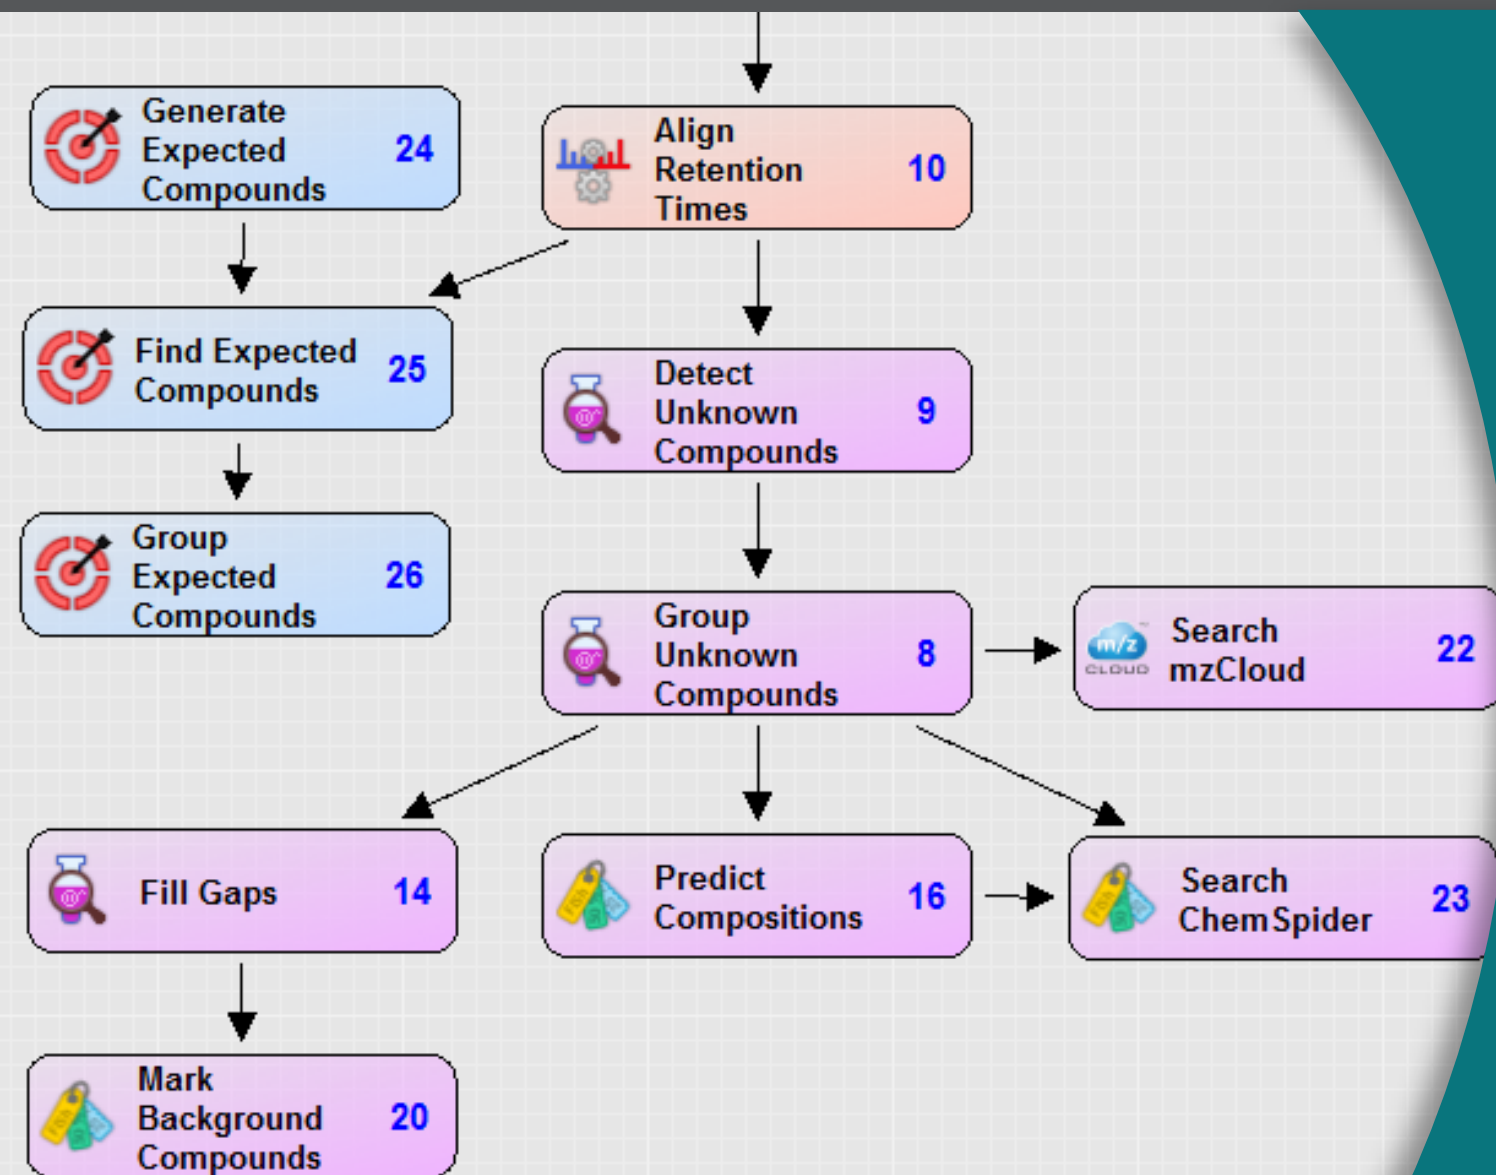 Generate
Expected
Compounds
24
Align
Retention
Times
10
Find Expected
Compounds
25
Detect
Unknown
Compounds
9
Group
Expected
Compounds
26
Group
Unknown
Compounds
8
m/z
CLOUD
Search
mzCloud
22
Fill Gaps
14
Predict
Compositions
16
Search
ChemSpider
23
Mark
Background
Compounds
20